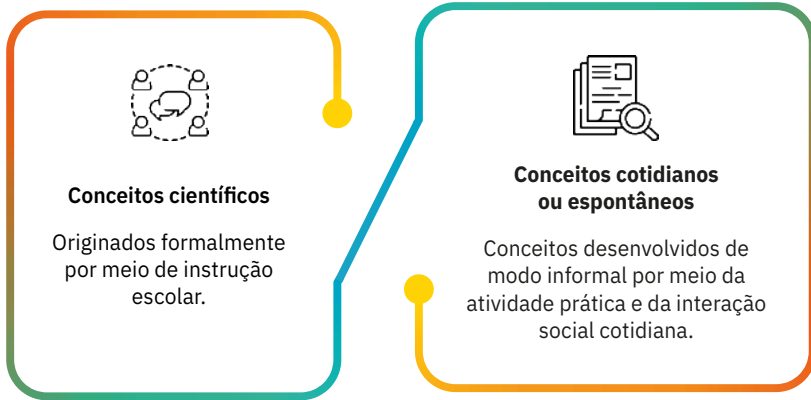 Conceitos científicos
Originados formalmente
por meio de instrução
escolar.
Conceitos cotidianos
ou espontâneos
Conceitos desenvolvidos de
modo informal por meio da
atividade prática e da interação
social cotidiana.